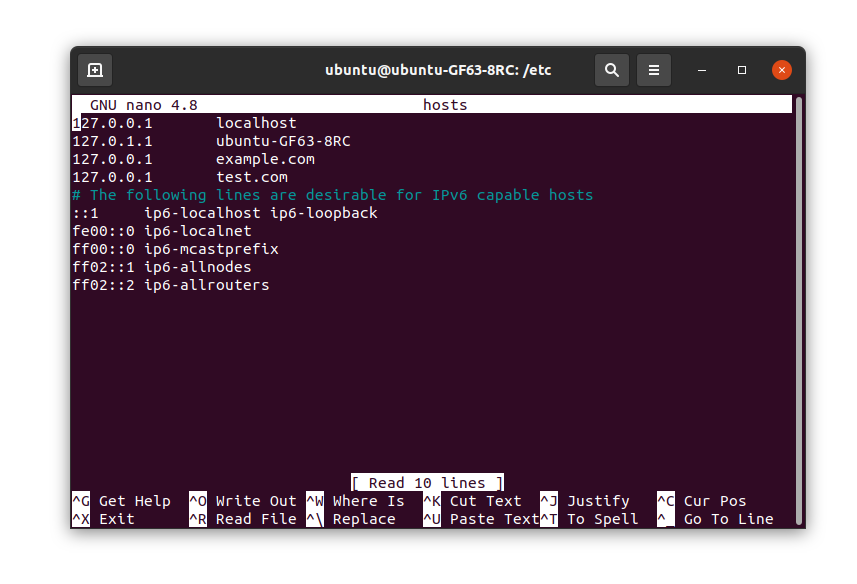 ubuntu@ubuntu-GF63-8RC: /etc
GNU nano 4.8 hosts
127.0.0.1 localhost
127.0.1.1 ubuntu-GF63-8RC
127.0.0.1 example.com
127.0.0.1 test.com
# The following lines are desirable for IPv6 capable hosts
::1 ip6-localhost ip6-loopback
fe00::0 ip6-localnet
ff00::0 ip6-mcastprefix
ff02::1 ip6-allnodes
ff02::2 ip6-allrouters
[ Read 10 lines ]
^G Get Help ^O Write Out ^W Where Is ^K Cut Text ^J Justify ^C Cur Pos
^X Exit ^R Read File ^\ Replace ^U Paste Text ^T To Spell ^_ Go To Line